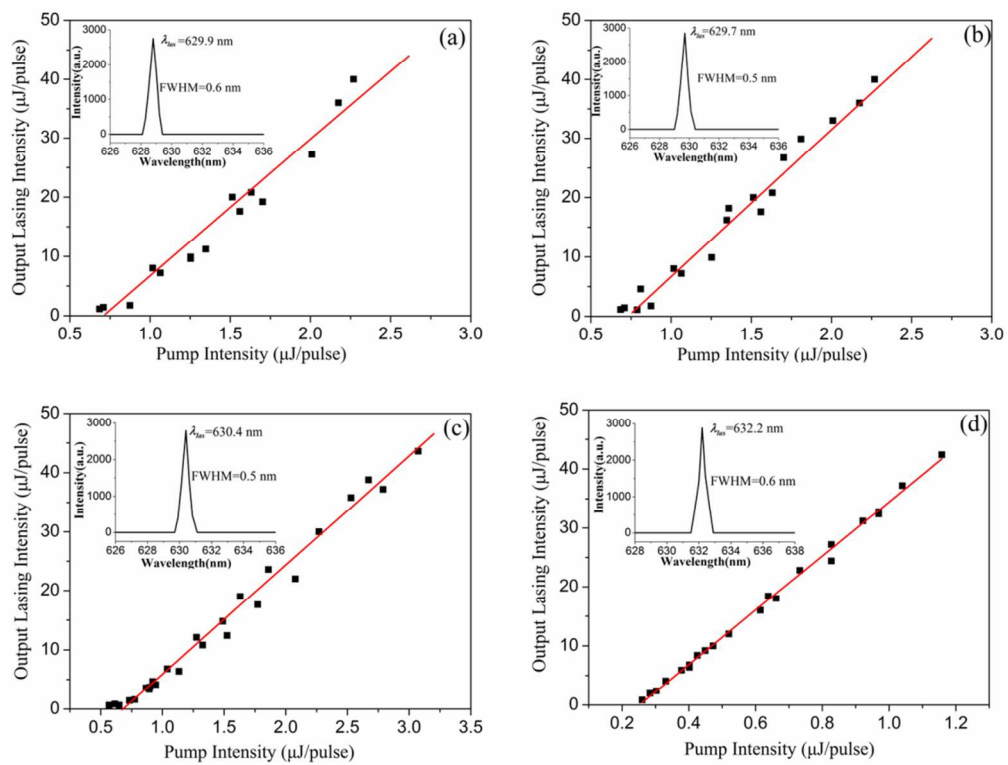 (a)
λlas=629.9 nm
FWHM=0.6 nm
Intensity(a.u.)
3000
2000
1000
0
626 628 630 632 634 636
Wavelength(nm)
Output Lasing Intensity (μJ/pulse)
50
40
30
20
10
0
0.5 1.0 1.5 2.0 2.5 3.0
Pump Intensity (μJ/pulse)
(b)
λlas=629.7 nm
FWHM=0.5 nm
Intensity(a.u.)
3000
2000
1000
0
626 628 630 632 634 636
Wavelength(nm)
Output Lasing Intensity (μJ/pulse)
50
40
30
20
10
0
0.5 1.0 1.5 2.0 2.5 3.0
Pump Intensity (μJ/pulse)
(c)
λlas=630.4 nm
FWHM=0.5 nm
Intensity(a.u.)
3000
2000
1000
0
626 628 630 632 634 636
Wavelength(nm)
Output Lasing Intensity (μJ/pulse)
50
40
30
20
10
0
0.5 1.0 1.5 2.0 2.5 3.0 3.5
Pump Intensity (μJ/pulse)
(d)
λlas=632.2 nm
FWHM=0.6 nm
Intensity(a.u.)
3000
2000
1000
0
628 630 632 634 636 638
Wavelength(nm)
Output Lasing Intensity (μJ/pulse)
50
40
30
20
10
0
0.2 0.4 0.6 0.8 1.0 1.2
Pump Intensity (μJ/pulse)